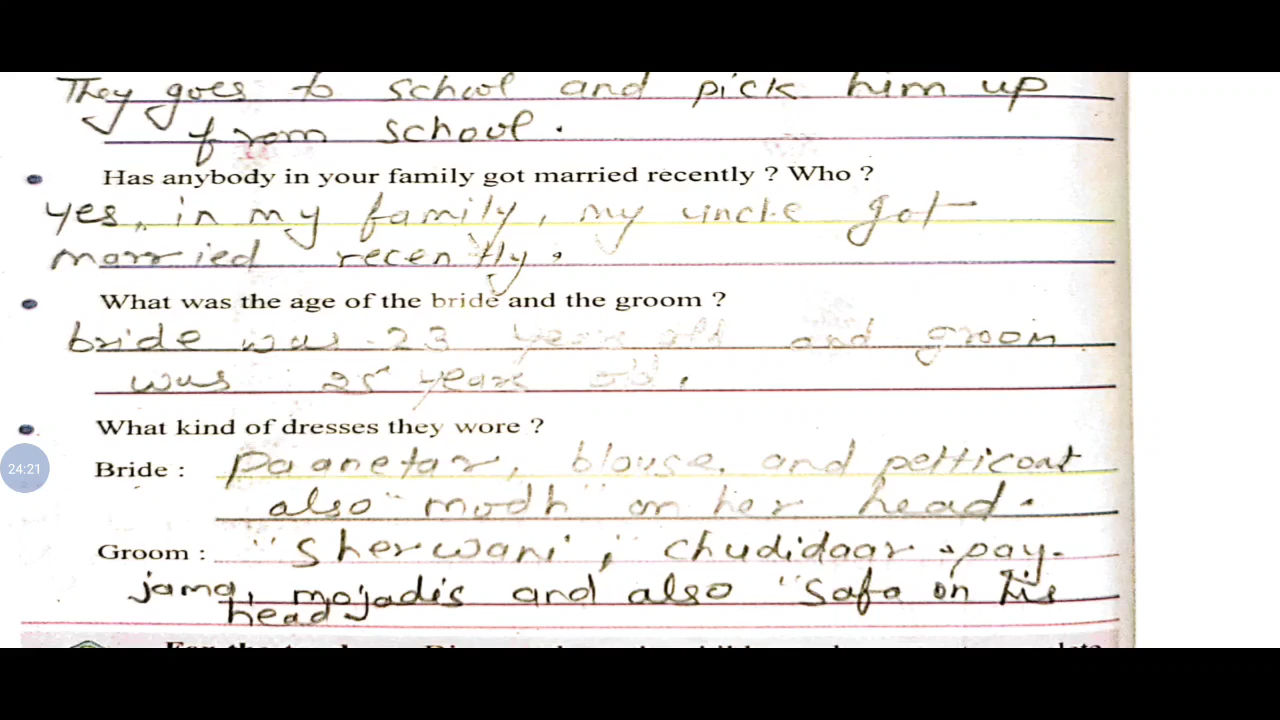 They goes to school and pick him up
from school.
Has anybody in your family got married recently ? Who ?
yes, in my family, my uncle got
married recently.
What was the age of the bride and the groom ?
bride was 23 years old and groom
was 25 years old.
What kind of dresses they wore ?
24:21
Bride : paanetar, blouse and petticoat
also "modh" on her head.
Groom : "sherwani", chudidaar pay-
jama, mojadis and also "safa on his
head